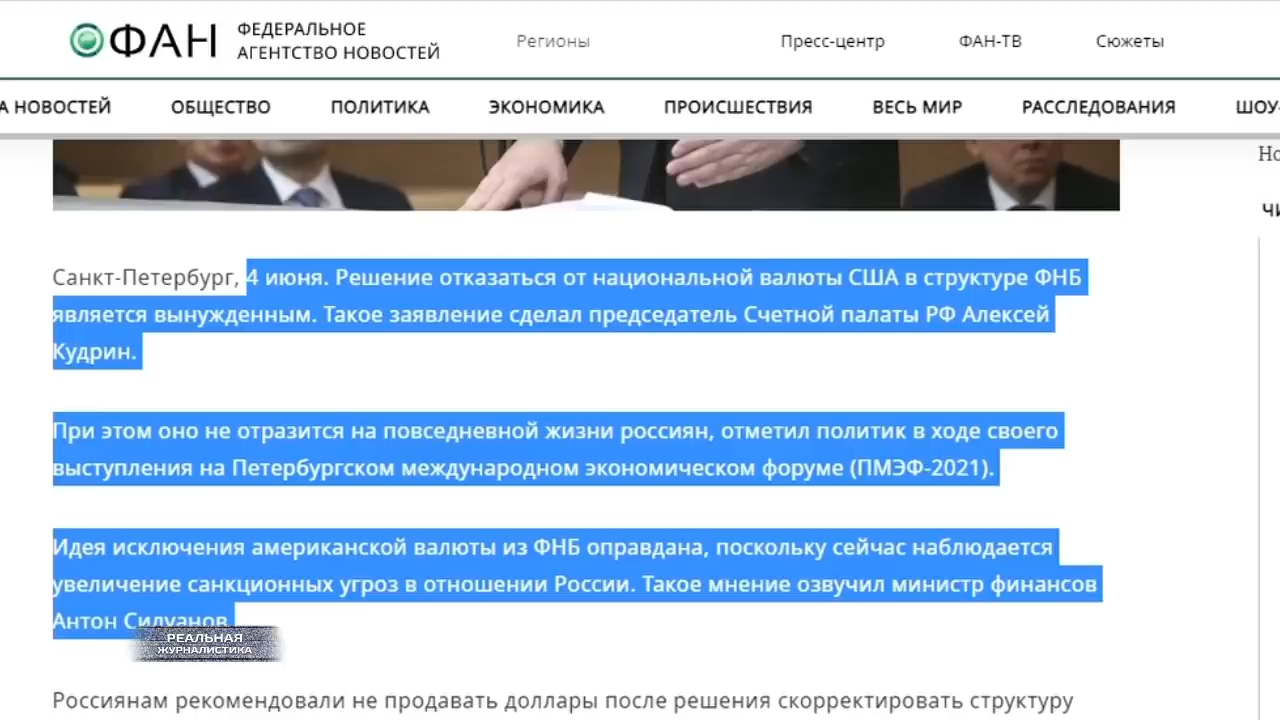 ФАН
ФЕДЕРАЛЬНОЕ
АГЕНТСТВО НОВОСТЕЙ
Регионы
Пресс-центр
ФАН-ТВ
Сюжеты
А НОВОСТЕЙ
ОБЩЕСТВО
ПОЛИТИКА
ЭКОНОМИКА
ПРОИСШЕСТВИЯ
ВЕСЬ МИР
РАССЛЕДОВАНИЯ
ШОУ-
Но
ЧИ
Санкт-Петербург, 4 июня. Решение отказаться от национальной валюты США в структуре ФНБ
является вынужденным. Такое заявление сделал председатель Счетной палаты РФ Алексей
Кудрин.
При этом оно не отразится на повседневной жизни россиян, отметил политик в ходе своего
выступления на Петербургском международном экономическом форуме (ПМЭФ-2021).
Идея исключения американской валюты из ФНБ оправдана, поскольку сейчас наблюдается
увеличение санкционных угроз в отношении России. Такое мнение озвучил министр финансов
Антон Силуанов.
РЕАЛЬНАЯ
ЖУРНАЛИСТИКА
Россиянам рекомендовали не продавать доллары после решения скорректировать структуру